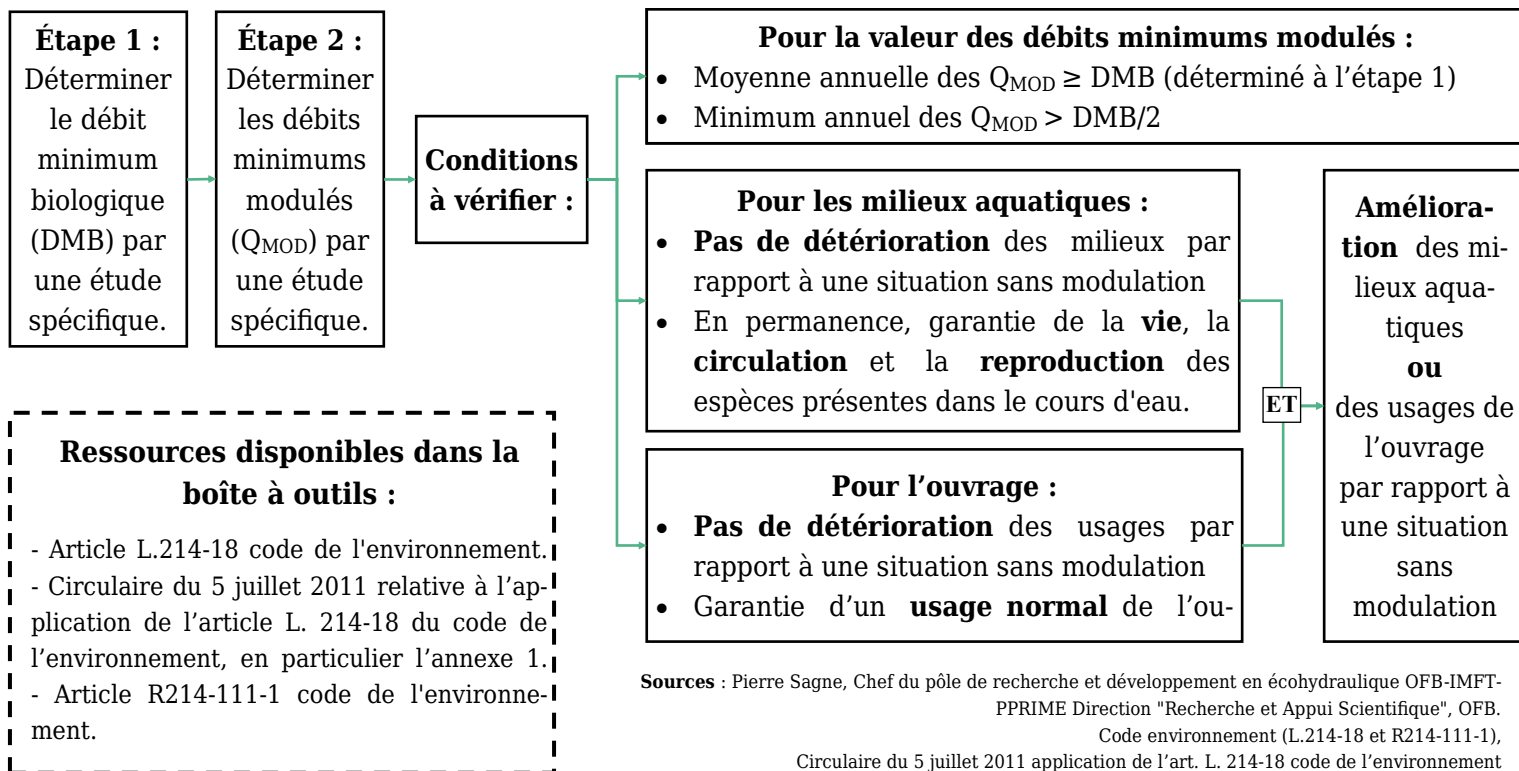 Étape 1 :
Déterminer
le débit
minimum
biologique
(DMB) par
une étude
spécifique.
Étape 2 :
Déterminer
les débits
minimums
modulés
(QMOD) par
une étude
spécifique.
Conditions
à vérifier :
Pour la valeur des débits minimums modulés :
• Moyenne annuelle des QMOD ≥ DMB (déterminé à l’étape 1)
• Minimum annuel des QMOD > DMB/2
Pour les milieux aquatiques :
• Pas de détérioration des milieux par
rapport à une situation sans modulation
• En permanence, garantie de la vie, la
circulation et la reproduction des
espèces présentes dans le cours d'eau.
Pour l’ouvrage :
• Pas de détérioration des usages par
rapport à une situation sans modulation
• Garantie d’un usage normal de l’ou-
ET
Améliora-
tion des mi-
lieux aqua-
tiques
ou
des usages de
l’ouvrage
par rapport à
une situation
sans
modulation
Ressources disponibles dans la
boîte à outils :
- Article L.214-18 code de l'environnement.
- Circulaire du 5 juillet 2011 relative à l’ap-
plication de l’article L. 214-18 du code de
l’environnement, en particulier l’annexe 1.
- Article R214-111-1 code de l'environne-
ment.
Sources : Pierre Sagne, Chef du pôle de recherche et développement en écohydraulique OFB-IMFT-
PPRIME Direction "Recherche et Appui Scientifique", OFB.
Code environnement (L.214-18 et R214-111-1),
Circulaire du 5 juillet 2011 application de l’art. L. 214-18 code de l’environnement